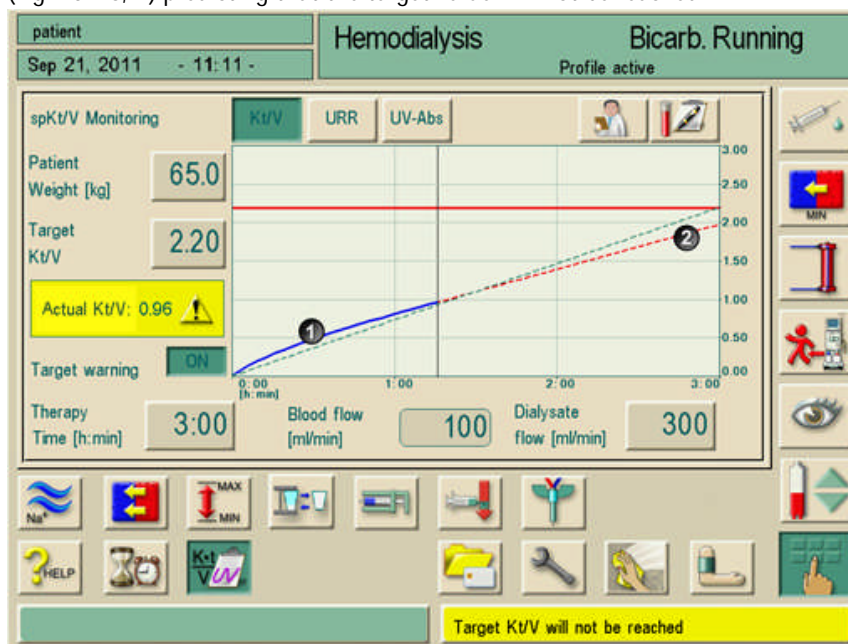 patient
Hemodialysis
Bicarb. Running
Sep 21, 2011 - 11:11 -
Profile active
spKt/V Monitoring
Kt/V
URR
UV-Abs
Patient
Weight [kg]
65.0
Target
Kt/V
2.20
Actual Kt/V: 0.96
Target warning
ON
3.00
2.50
2.00
1.50
1.00
0.50
0.00
1
2
0:00
1:00
2:00
3:00
[h:min]
Therapy
Time [h:min]
3:00
Blood flow
[ml/min]
100
Dialysate
flow [ml/min]
300
MIN
Na+
MAX
MIN
HELP
K•t
V
UV
Target Kt/V will not be reached